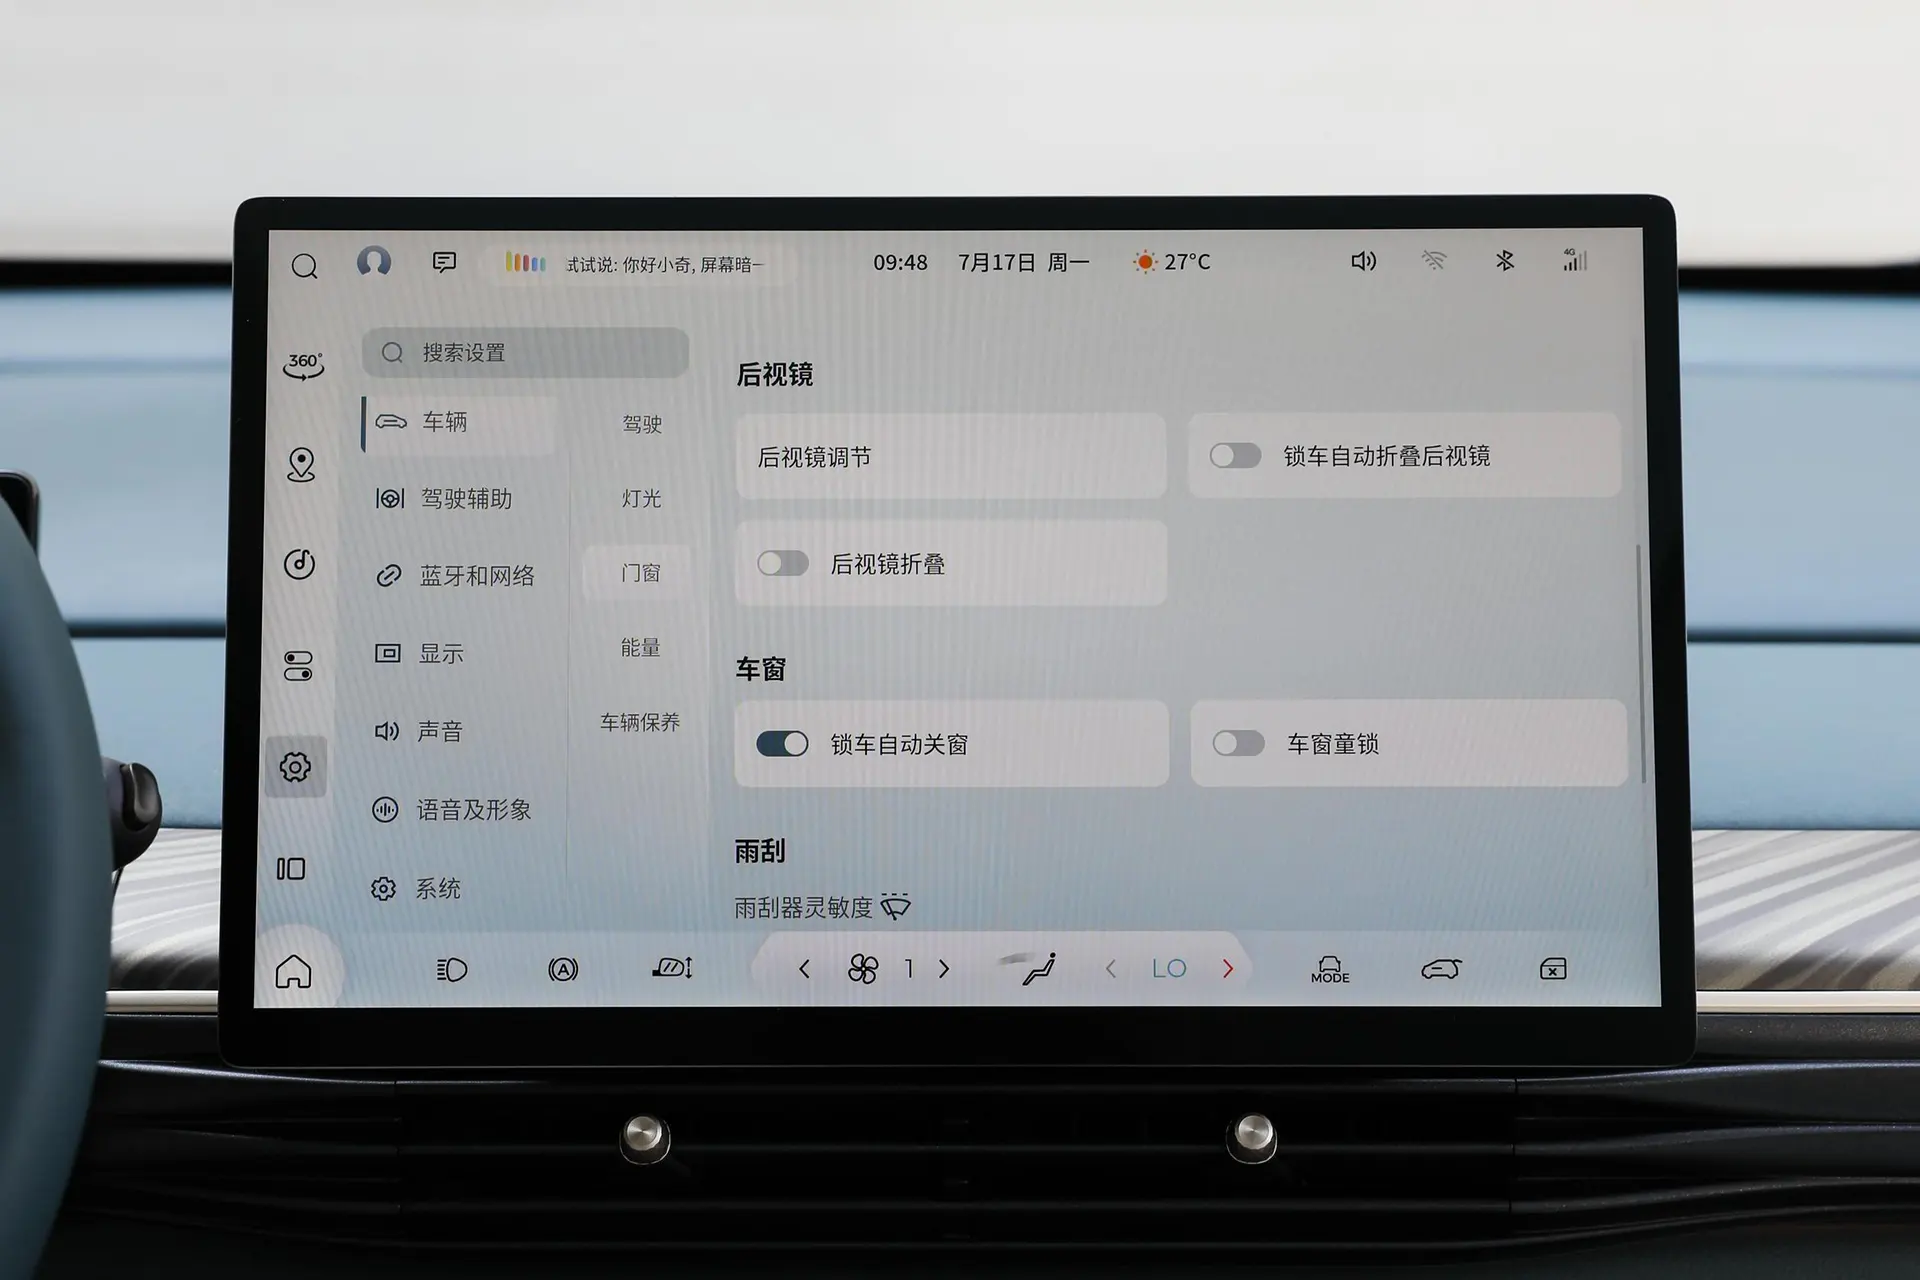 试试说: 你好小奇, 屏幕暗一
09:48 7月17日 周一 27°C
4G
360°
搜索设置
车辆
驾驶辅助
蓝牙和网络
显示
声音
语音及形象
系统
驾驶
灯光
门窗
能量
车辆保养
后视镜
后视镜调节
锁车自动折叠后视镜
后视镜折叠
车窗
锁车自动关窗
车窗童锁
雨刮
雨刮器灵敏度
A
1
LO
MODE